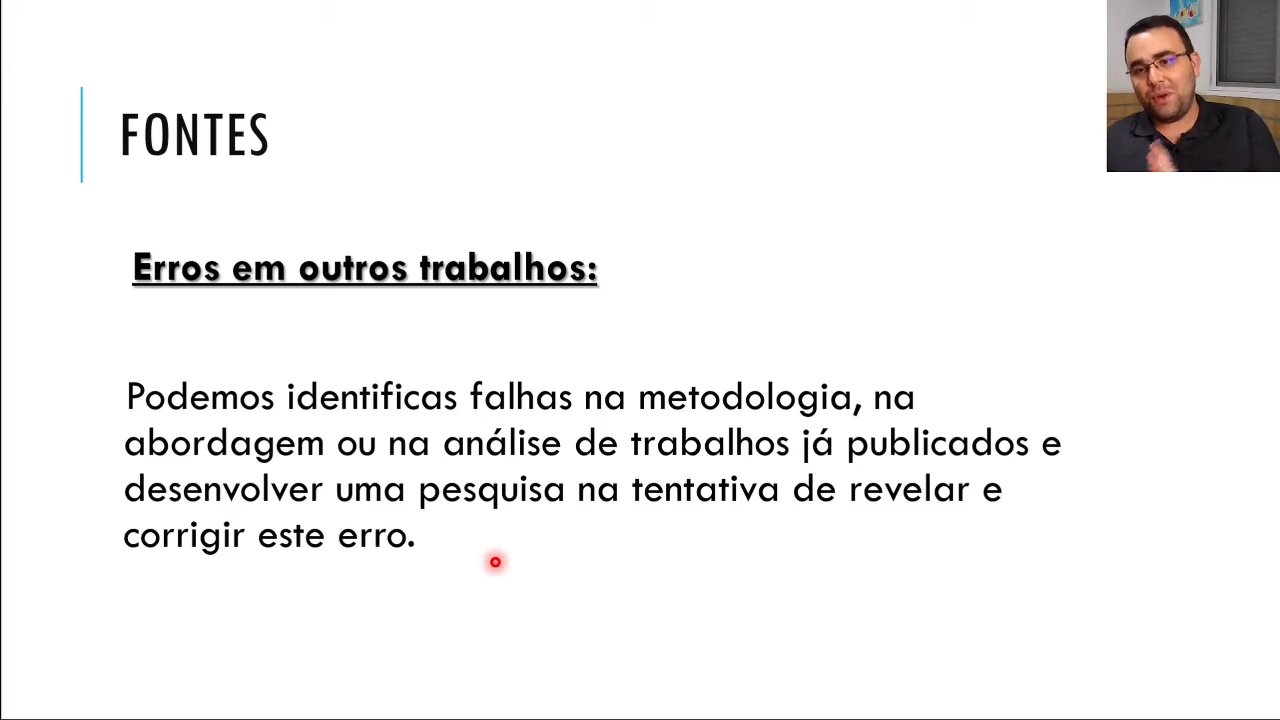 FONTES
Erros em outros trabalhos:
Podemos identificas falhas na metodologia, na
abordagem ou na análise de trabalhos já publicados e
desenvolver uma pesquisa na tentativa de revelar e
corrigir este erro.